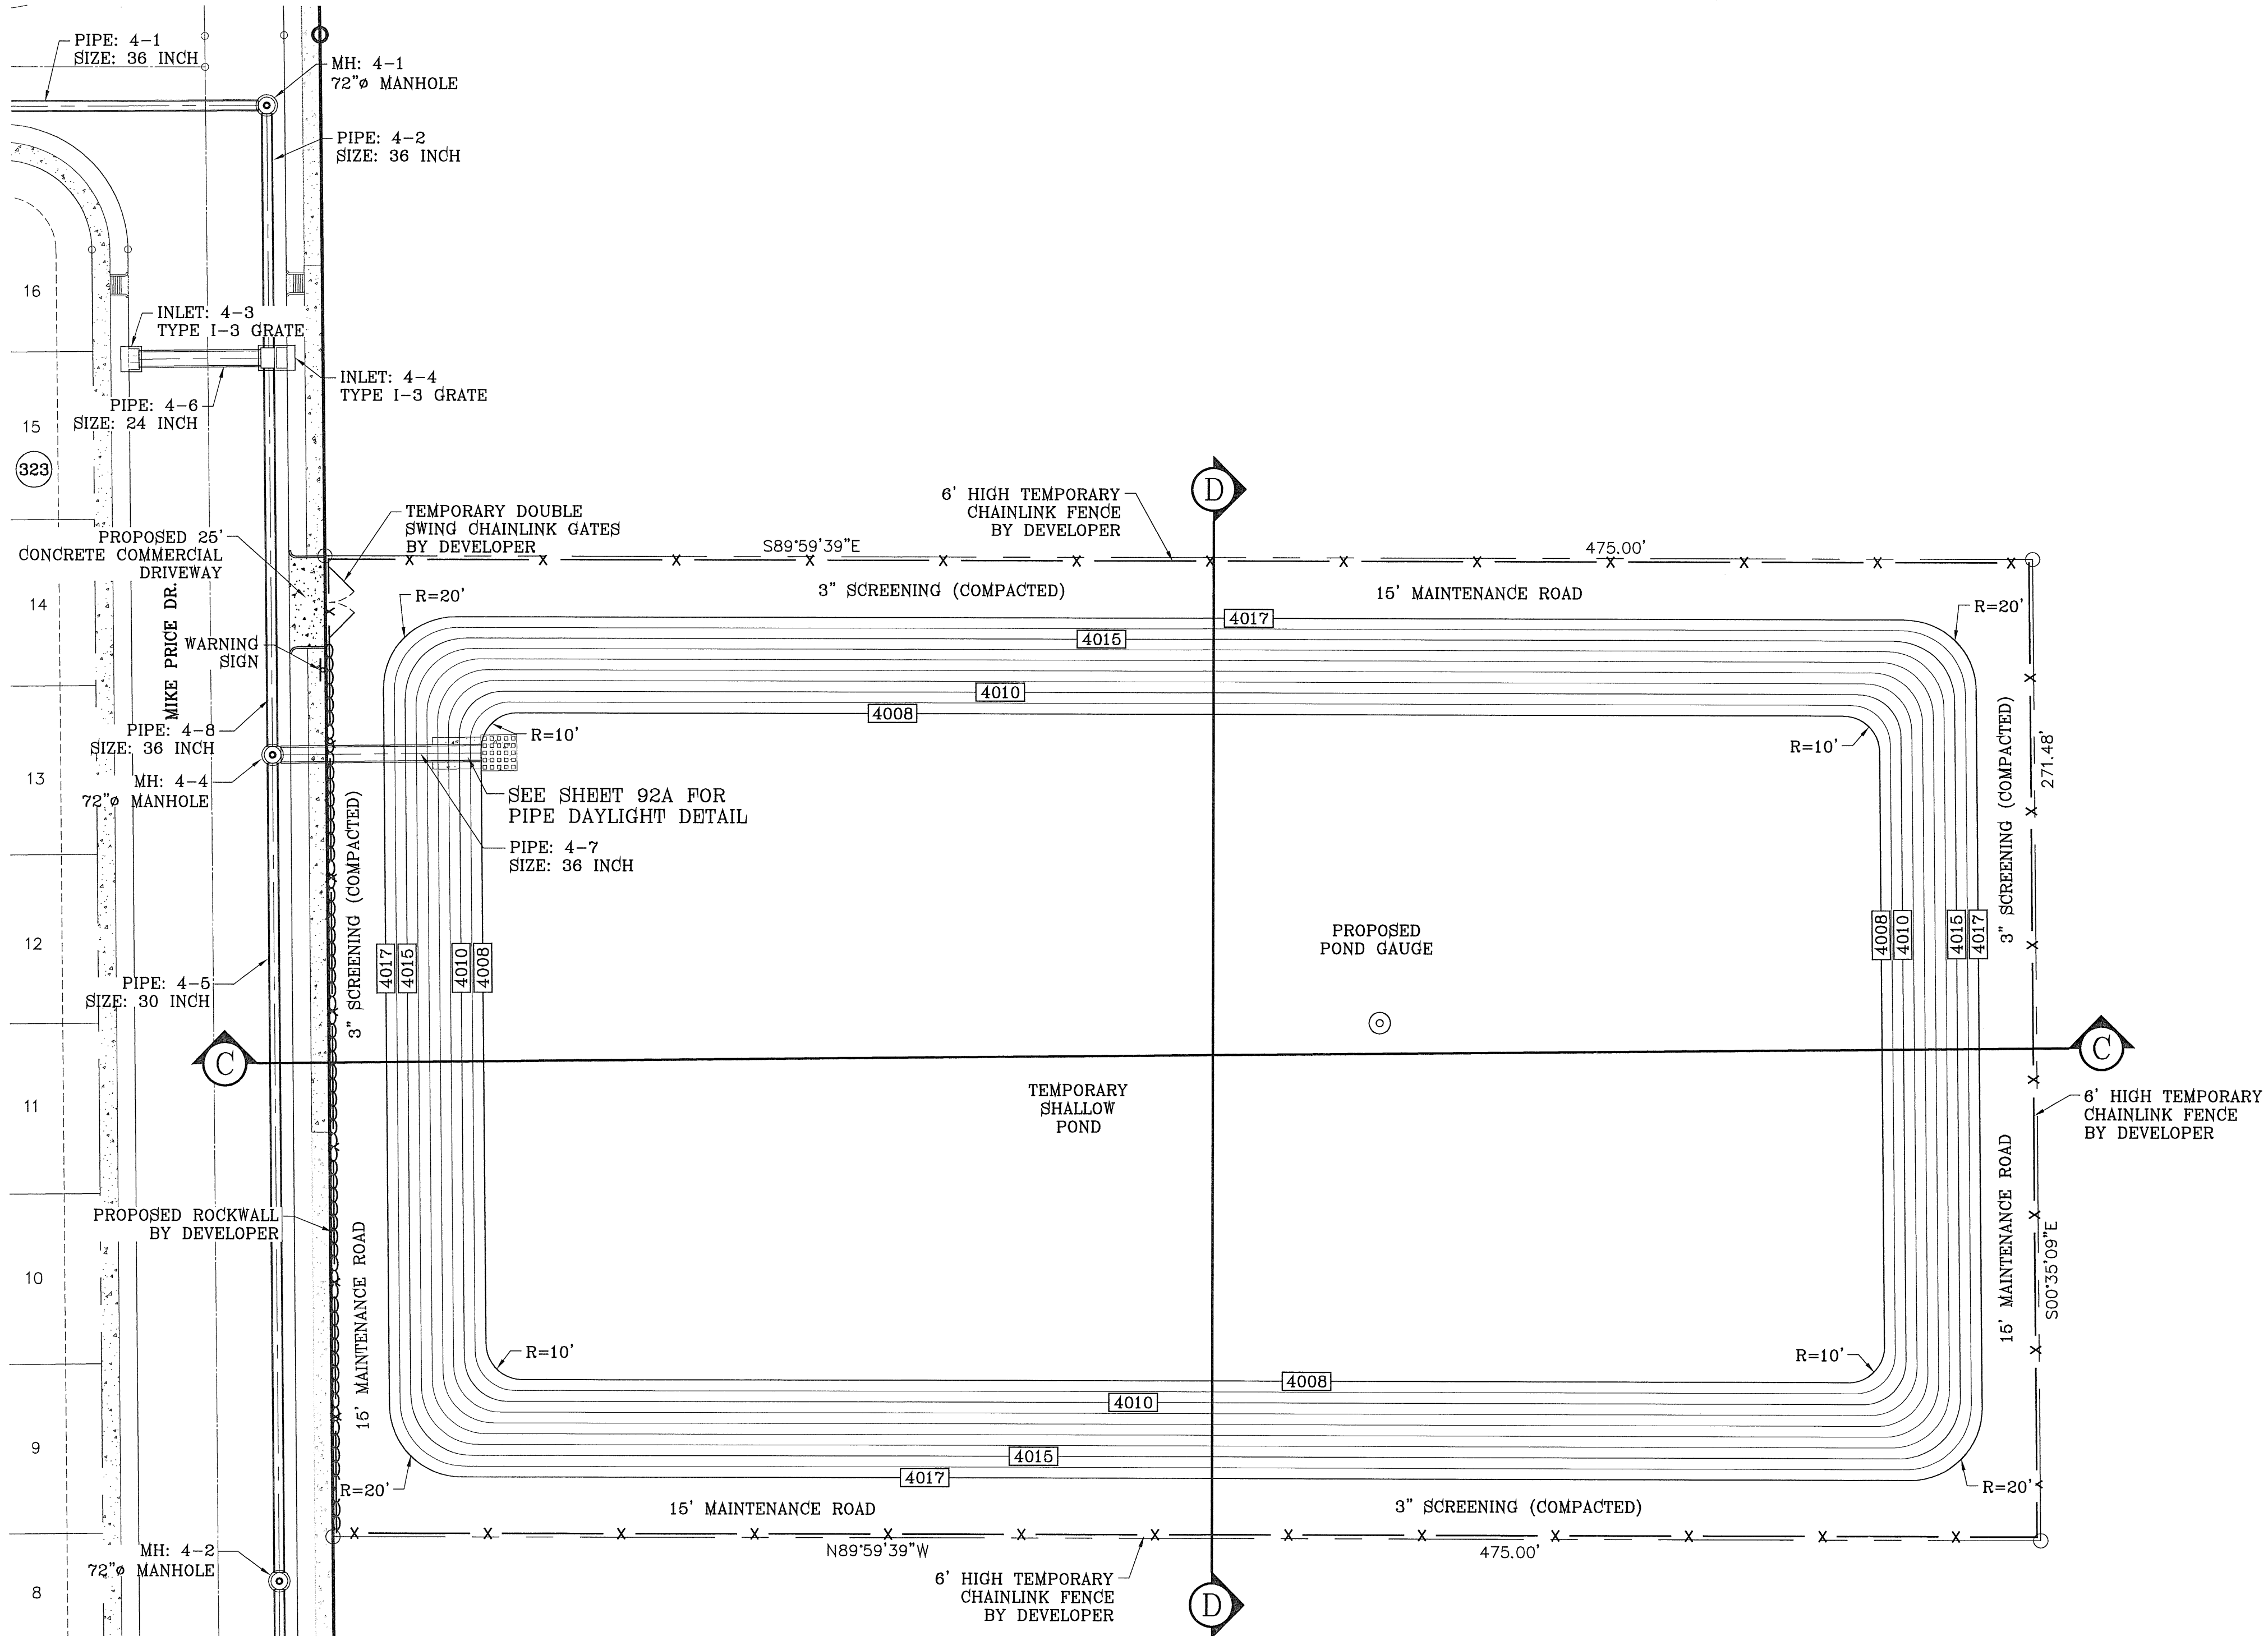 PIPE: 4-1
SIZE: 36 INCH
MH: 4-1
72"ø MANHOLE
PIPE: 4-2
SIZE: 36 INCH
16
INLET: 4-3
TYPE I-3 GRATE
INLET: 4-4
TYPE I-3 GRATE
PIPE: 4-6
SIZE: 24 INCH
15
323
TEMPORARY DOUBLE
SWING CHAINLINK GATES
BY DEVELOPER
6' HIGH TEMPORARY
CHAINLINK FENCE
BY DEVELOPER
D
PROPOSED 25'
CONCRETE COMMERCIAL
DRIVEWAY
S89°59'39"E
475.00'
3" SCREENING (COMPACTED)
15' MAINTENANCE ROAD
14
MIKE PRICE DR.
R=20'
R=20'
4017
4015
WARNING
SIGN
4010
4008
R=10'
R=10'
PIPE: 4-8
SIZE: 36 INCH
13
MH: 4-4
72"ø MANHOLE
SEE SHEET 92A FOR
PIPE DAYLIGHT DETAIL
PIPE: 4-7
SIZE: 36 INCH
3" SCREENING (COMPACTED)
3" SCREENING (COMPACTED)
271.48'
12
4017
4015
4010
4008
PROPOSED
POND GAUGE
4008
4010
4015
4017
PIPE: 4-5
SIZE: 30 INCH
C
C
11
TEMPORARY
SHALLOW
POND
6' HIGH TEMPORARY
CHAINLINK FENCE
BY DEVELOPER
PROPOSED ROCKWALL
BY DEVELOPER
10
15' MAINTENANCE ROAD
15' MAINTENANCE ROAD
S00°35'09"E
R=10'
R=10'
4008
4010
9
4015
4017
R=20'
R=20'
15' MAINTENANCE ROAD
3" SCREENING (COMPACTED)
N89°59'39"W
475.00'
MH: 4-2
72"ø MANHOLE
8
6' HIGH TEMPORARY
CHAINLINK FENCE
BY DEVELOPER
D